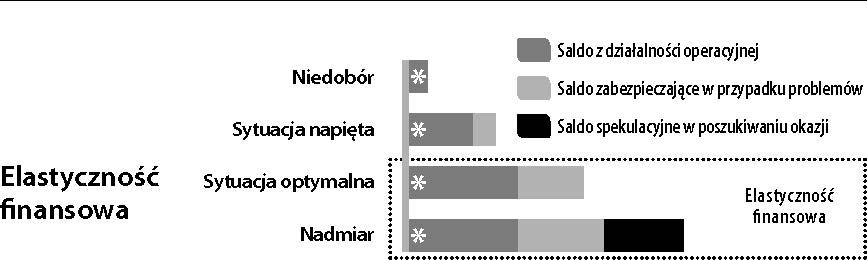 Saldo z działalności operacyjnej
Saldo zabezpieczające w przypadku problemów
Saldo spekulacyjne w poszukiwaniu okazji
Niedobór
*
Sytuacja napięta
*
Elastyczność
finansowa
Sytuacja optymalna
*
Nadmiar
*
Elastyczność
finansowa